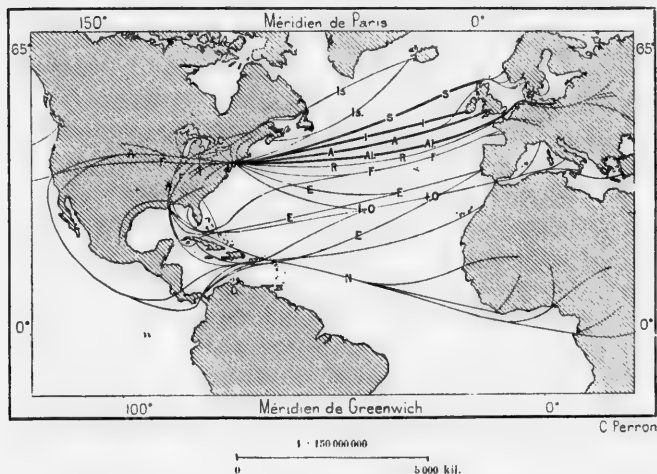 150° Méridien de Paris 0°
65° 65°
Is.
S
Is.
S
I
I
A
A
A
Al. Al.
F
R R
F F
E E
I.O I.O
E
E
N
0° 0°
100° Méridien de Greenwich 0°
C Perron
1 : 150 000 000
0 5 000 kil.